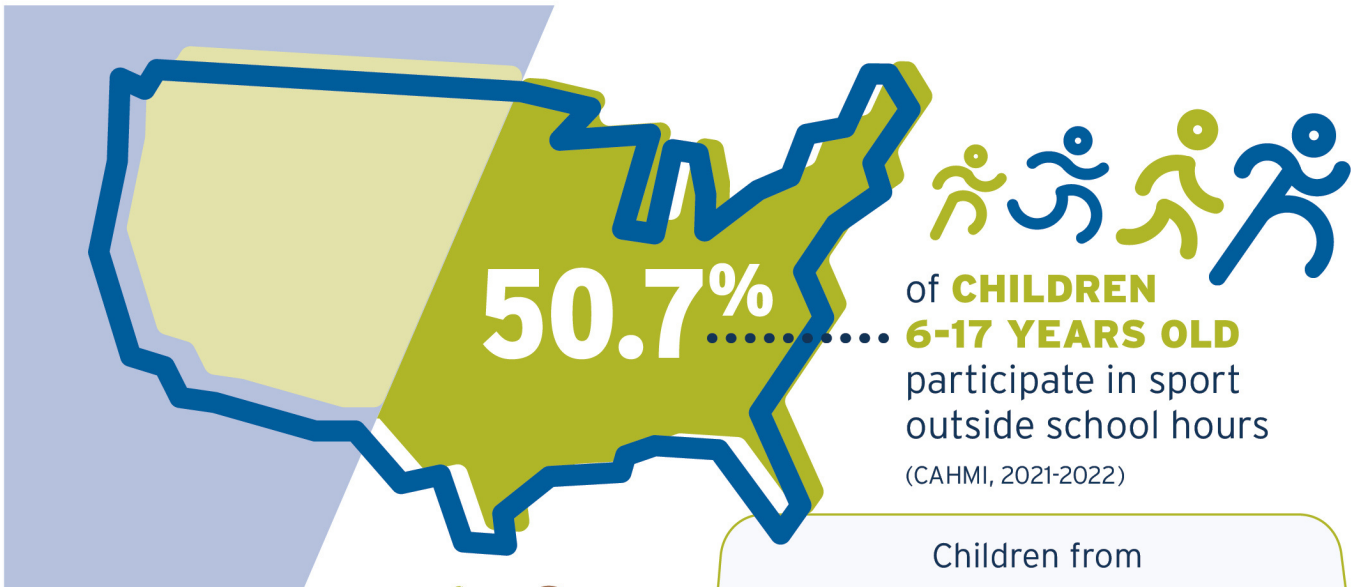 50.7%
of CHILDREN
6-17 YEARS OLD
participate in sport
outside school hours
(CAHMI, 2021-2022)
Children from